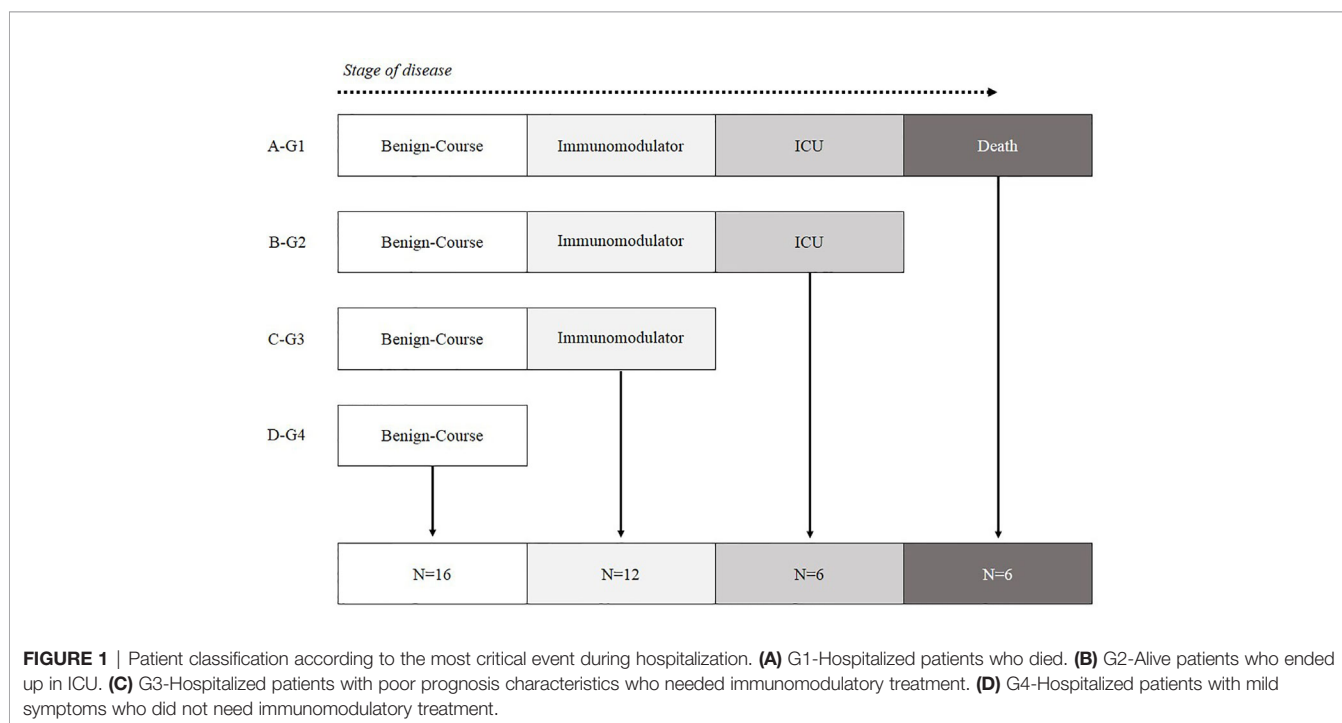 Stage of disease
A-G1 Benign-Course Immunomodulator ICU Death
B-G2 Benign-Course Immunomodulator ICU
C-G3 Benign-Course Immunomodulator
D-G4 Benign-Course
N=16 N=12 N=6 N=6
FIGURE 1 | Patient classification according to the most critical event during hospitalization. (A) G1-Hospitalized patients who died. (B) G2-Alive patients who ended
up in ICU. (C) G3-Hospitalized patients with poor prognosis characteristics who needed immunomodulatory treatment. (D) G4-Hospitalized patients with mild
symptoms who did not need immunomodulatory treatment.